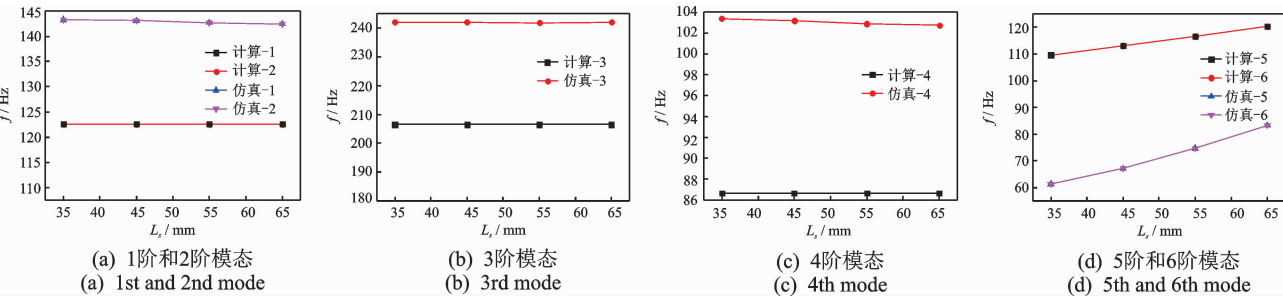 145
140
135
130
125
120
115
110
f / Hz
计算-1
计算-2
仿真-1
仿真-2
35 40 45 50 55 60 65
Ls / mm
(a) 1阶和2阶模态
(a) 1st and 2nd mode
240
230
220
210
200
190
180
f / Hz
计算-3
仿真-3
35 40 45 50 55 60 65
Ls / mm
(b) 3阶模态
(b) 3rd mode
104
102
100
98
96
94
92
90
88
86
f / Hz
计算-4
仿真-4
35 40 45 50 55 60 65
Ls / mm
(c) 4阶模态
(c) 4th mode
120
110
100
90
80
70
60
f / Hz
计算-5
计算-6
仿真-5
仿真-6
35 40 45 50 55 60 65
Ls / mm
(d) 5阶和6阶模态
(d) 5th and 6th mode